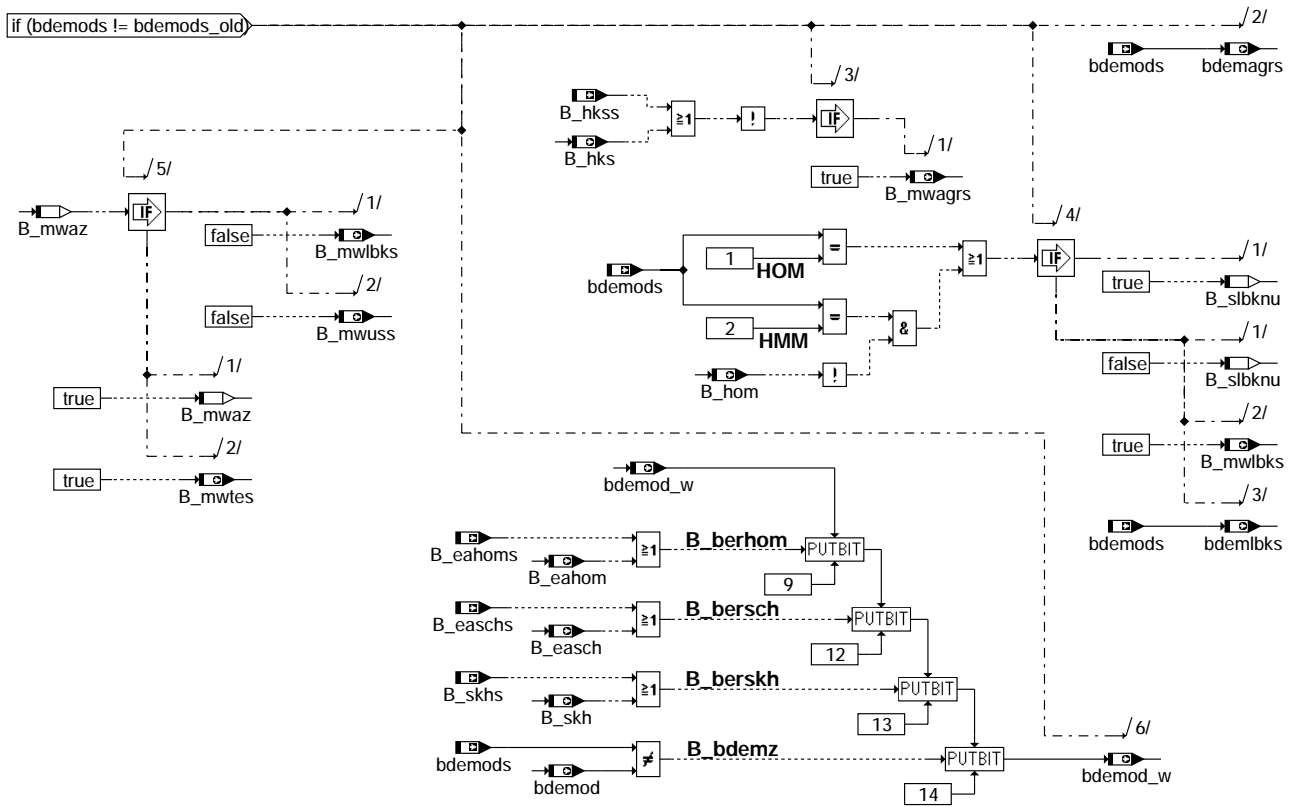 if (bdemods != bdemods_old)
/2/
bdemods
bdemagrs
/3/
B_hkss
≥1
!
IF
B_hks
/1/
true
B_mwagrs
/5/
B_mwaz
IF
/1/
false
B_mwlbks
/2/
false
B_mwuss
/1/
true
B_mwaz
/2/
true
B_mwtes
/4/
bdemods
1
HOM
=
≥1
IF
/1/
true
B_slbknu
2
HMM
=
&
/1/
false
B_slbknu
B_hom
!
/2/
true
B_mwlbks
/3/
bdemods
bdemlbks
bdemod_w
B_eahoms
B_eahom
≥1
B_berhom
PUTBIT
9
B_easchs
B_easch
≥1
B_bersch
PUTBIT
12
B_skhs
B_skh
≥1
B_berskh
PUTBIT
13
/6/
bdemods
bdemod
≠
B_bdemz
PUTBIT
14
bdemod_w